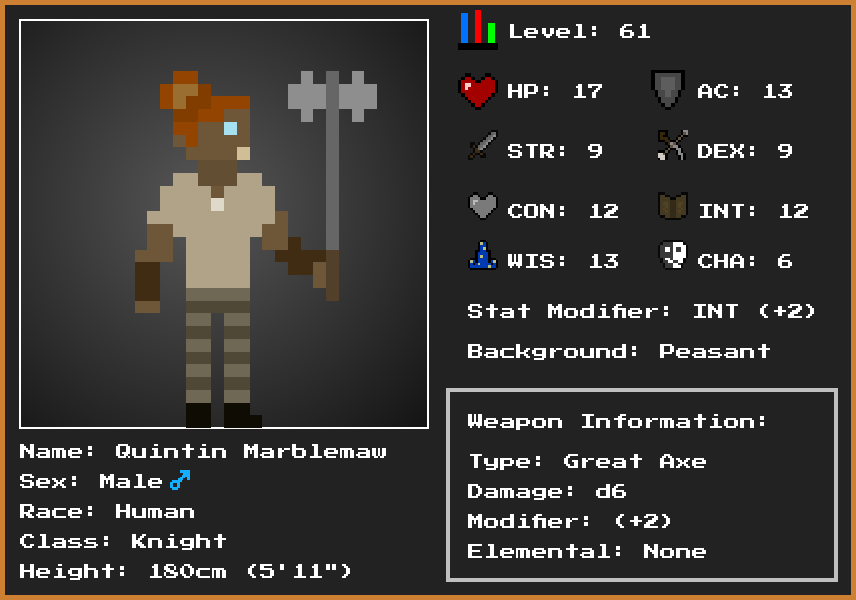 Level: 61
HP: 17 AC: 13
STR: 9 DEX: 9
CON: 12 INT: 12
WIS: 13 CHA: 6
Stat Modifier: INT (+2)
Background: Peasant
Weapon Information:
Type: Great Axe
Damage: d6
Modifier: (+2)
Elemental: None
Name: Quintin Marblemaw
Sex: Male ♂
Race: Human
Class: Knight
Height: 180cm (5'11")